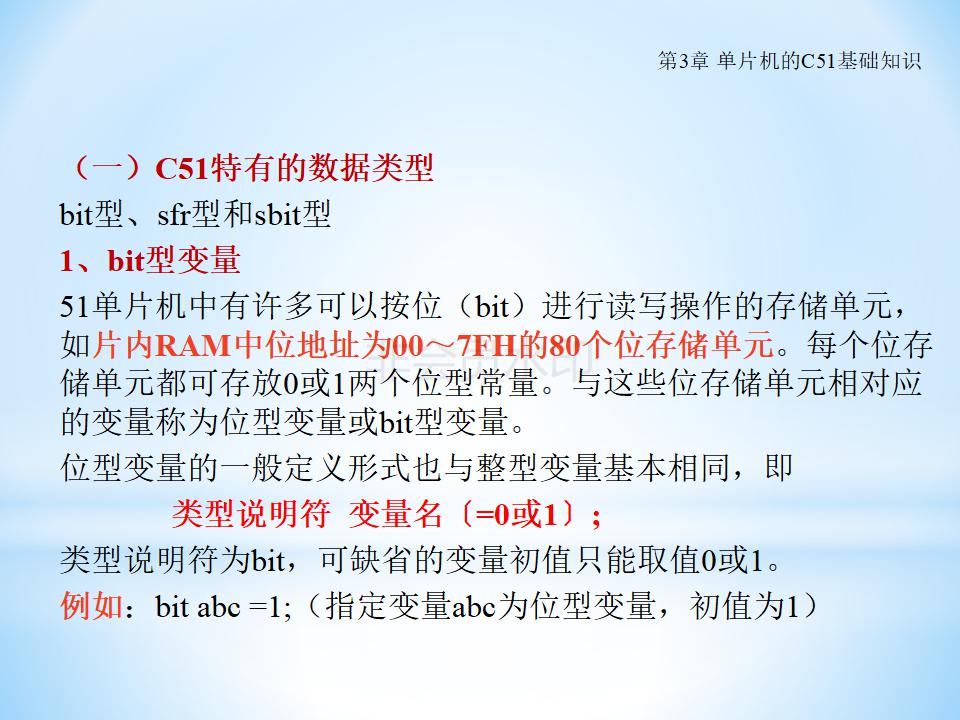 第3章 单片机的C51基础知识
（一）C51特有的数据类型
bit型、sfr型和sbit型
1、bit型变量
51单片机中有许多可以按位（bit）进行读写操作的存储单元，
如片内RAM中位地址为00～7FH的80个位存储单元。每个位存
储单元都可存放0或1两个位型常量。与这些位存储单元相对应
的变量称为位型变量或bit型变量。
位型变量的一般定义形式也与整型变量基本相同，即
类型说明符 变量名〔=0或1〕;
类型说明符为bit，可缺省的变量初值只能取值0或1。
例如：bit abc =1;（指定变量abc为位型变量，初值为1）
非会员水印